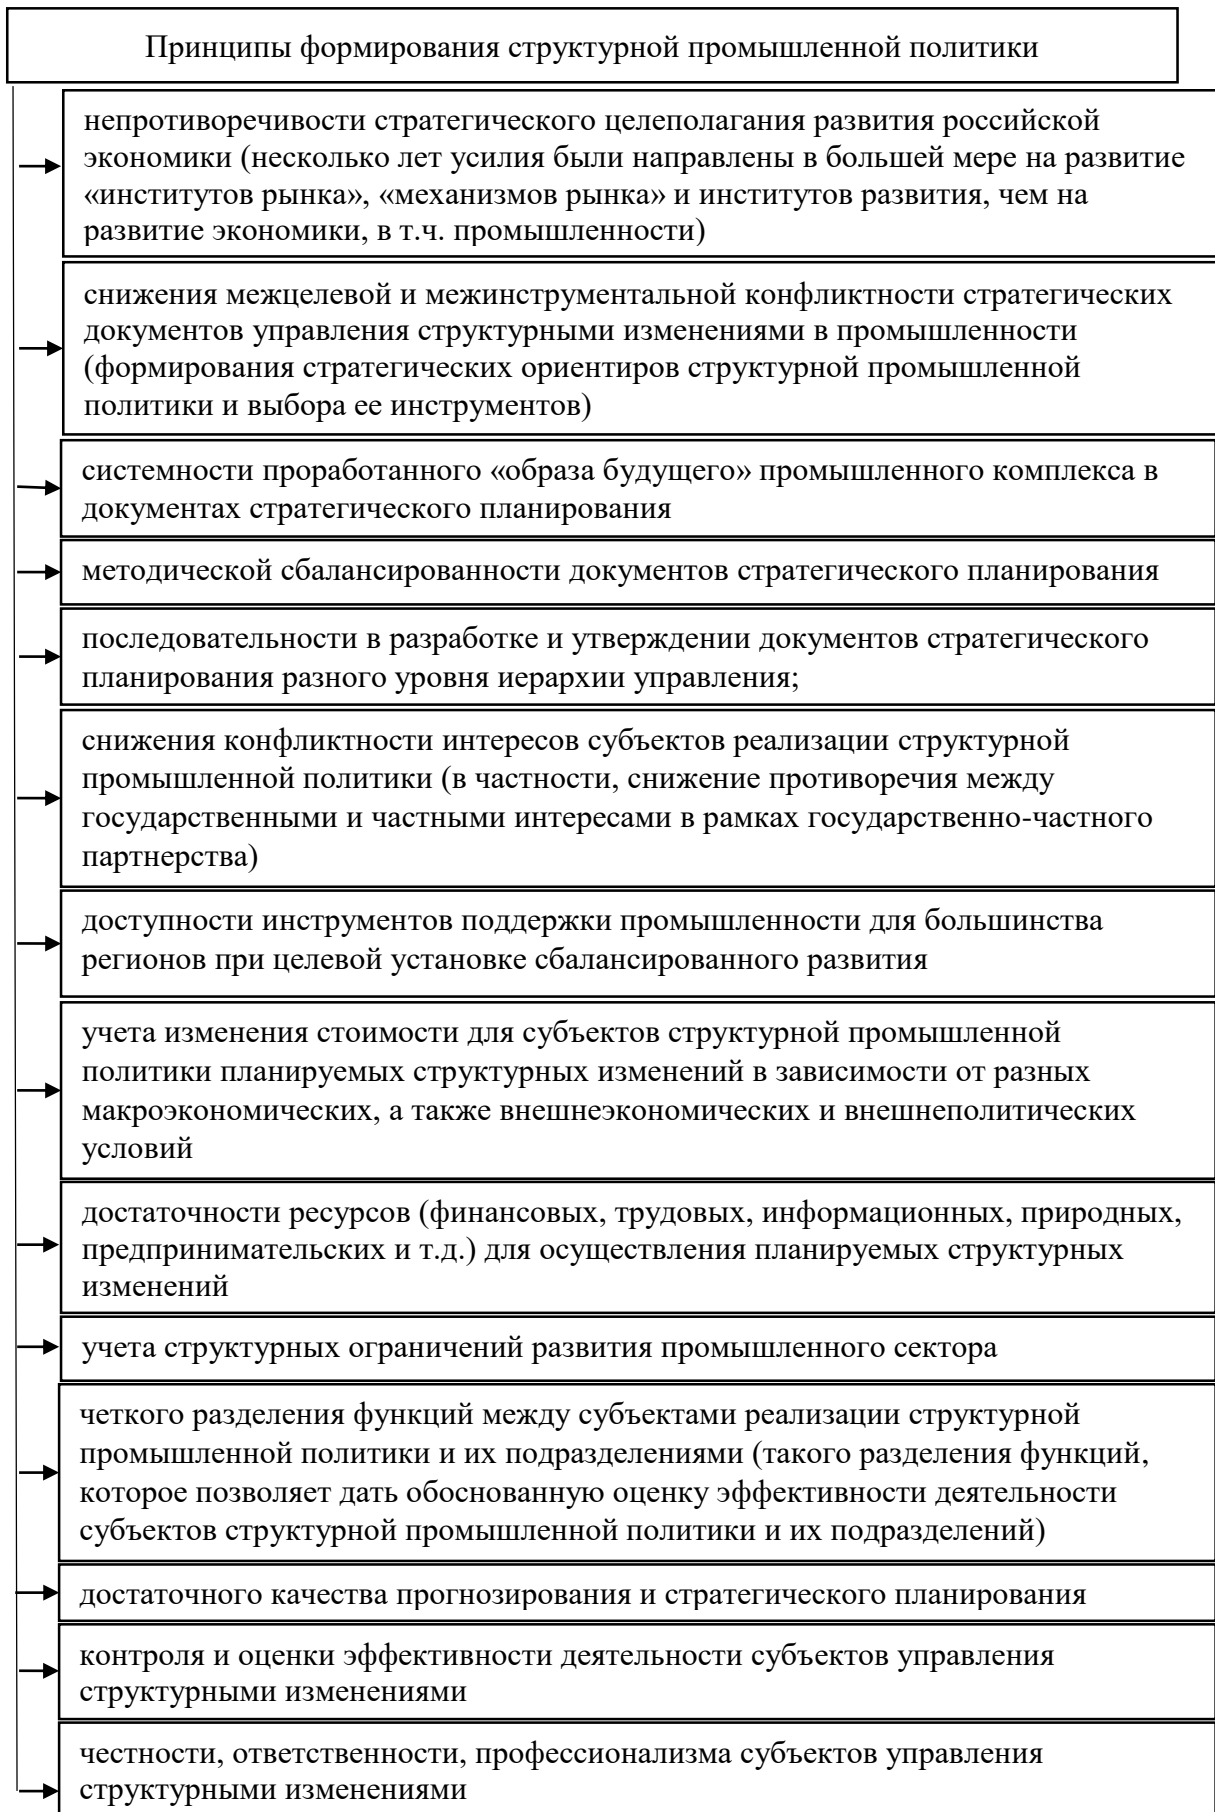 Принципы формирования структурной промышленной политики
непротиворечивости стратегического целеполагания развития российской
экономики (несколько лет усилия были направлены в большей мере на развитие
«институтов рынка», «механизмов рынка» и институтов развития, чем на
развитие экономики, в т.ч. промышленности)
снижения межцелевой и межинструментальной конфликтности стратегических
документов управления структурными изменениями в промышленности
(формирования стратегических ориентиров структурной промышленной
политики и выбора ее инструментов)
системности проработанного «образа будущего» промышленного комплекса в
документах стратегического планирования
методической сбалансированности документов стратегического планирования
последовательности в разработке и утверждении документов стратегического
планирования разного уровня иерархии управления;
снижения конфликтности интересов субъектов реализации структурной
промышленной политики (в частности, снижение противоречия между
государственными и частными интересами в рамках государственно-частного
партнерства)
доступности инструментов поддержки промышленности для большинства
регионов при целевой установке сбалансированного развития
учета изменения стоимости для субъектов структурной промышленной
политики планируемых структурных изменений в зависимости от разных
макроэкономических, а также внешнеэкономических и внешнеполитических
условий
достаточности ресурсов (финансовых, трудовых, информационных, природных,
предпринимательских и т.д.) для осуществления планируемых структурных
изменений
учета структурных ограничений развития промышленного сектора
четкого разделения функций между субъектами реализации структурной
промышленной политики и их подразделениями (такого разделения функций,
которое позволяет дать обоснованную оценку эффективности деятельности
субъектов структурной промышленной политики и их подразделений)
достаточного качества прогнозирования и стратегического планирования
контроля и оценки эффективности деятельности субъектов управления
структурными изменениями
честности, ответственности, профессионализма субъектов управления
структурными изменениями